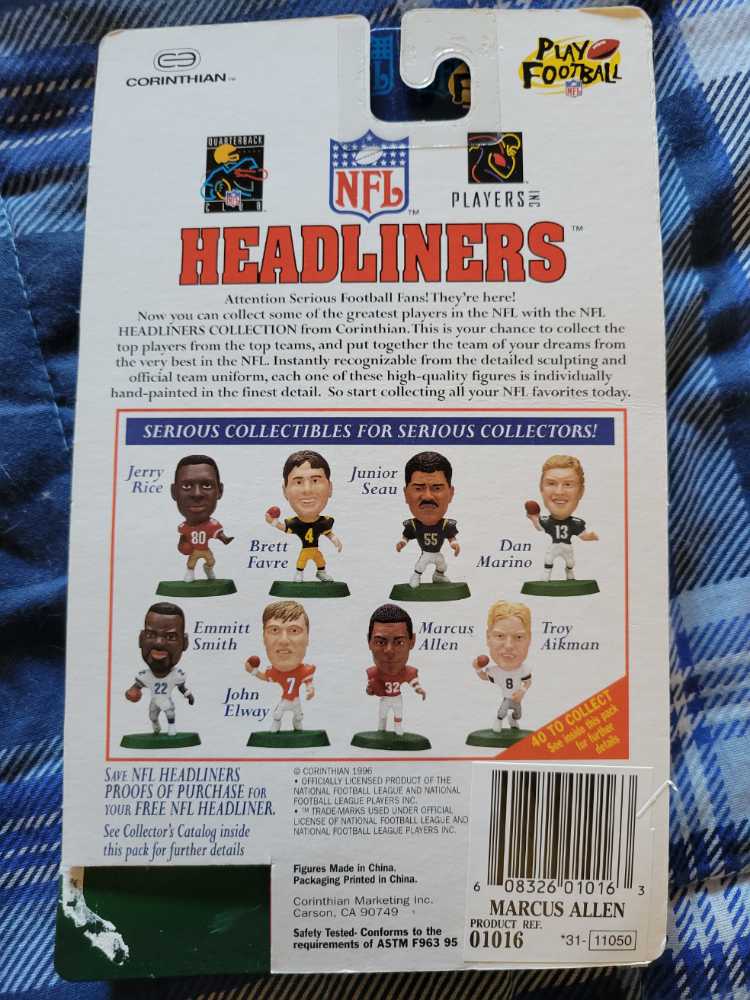 CORINTHIAN™
PLAY
FOOTBALL
NFL
QUARTERBACK
NFL
CLUB™
NFL™
PLAYERS INC
HEADLINERS™
Attention Serious Football Fans! They're here!
Now you can collect some of the greatest players in the NFL with the NFL
HEADLINERS COLLECTION from Corinthian. This is your chance to collect the
top players from the top teams, and put together the team of your dreams from
the very best in the NFL. Instantly recognizable from the detailed sculpting and
official team uniform, each one of these high-quality figures is individually
hand-painted in the finest detail. So start collecting all your NFL favorites today.
SERIOUS COLLECTIBLES FOR SERIOUS COLLECTORS!
Jerry
Rice
80
Brett
Favre
4
Junior
Seau
55
Dan
Marino
13
Emmitt
Smith
22
John
Elway
7
Marcus
Allen
32
Troy
Aikman
8
40 TO COLLECT
See inside this pack
for further
details
SAVE NFL HEADLINERS
PROOFS OF PURCHASE FOR
YOUR FREE NFL HEADLINER.
See Collector's Catalog inside
this pack for further details
© CORINTHIAN 1996
• OFFICIALLY LICENSED PRODUCT OF THE
NATIONAL FOOTBALL LEAGUE AND NATIONAL
FOOTBALL LEAGUE PLAYERS INC.
• ™ TRADEMARKS USED UNDER OFFICIAL
LICENSE OF NATIONAL FOOTBALL LEAGUE AND
NATIONAL FOOTBALL LEAGUE PLAYERS INC.
Figures Made in China.
Packaging Printed in China.
Corinthian Marketing Inc.
Carson, CA 90749
Safety Tested- Conforms to the
requirements of ASTM F963 95
6 08326 01016 3
MARCUS ALLEN
PRODUCT REF.
01016
*31- 11050